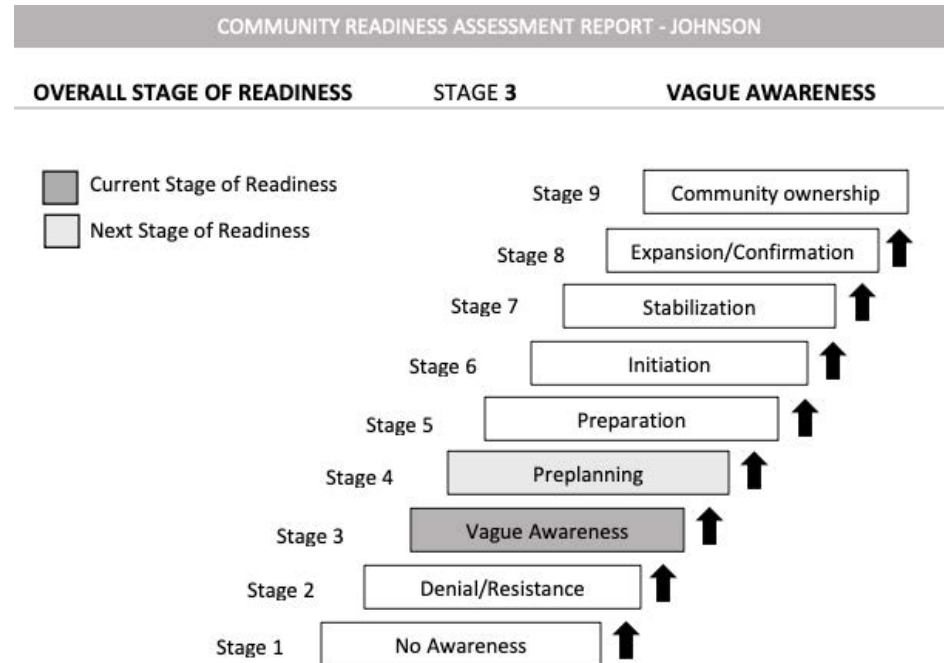 COMMUNITY READINESS ASSESSMENT REPORT - JOHNSON
OVERALL STAGE OF READINESS STAGE 3 VAGUE AWARENESS
Current Stage of Readiness
Next Stage of Readiness
Stage 9 Community ownership
Stage 8 Expansion/Confirmation
Stage 7 Stabilization
Stage 6 Initiation
Stage 5 Preparation
Stage 4 Preplanning
Stage 3 Vague Awareness
Stage 2 Denial/Resistance
Stage 1 No Awareness